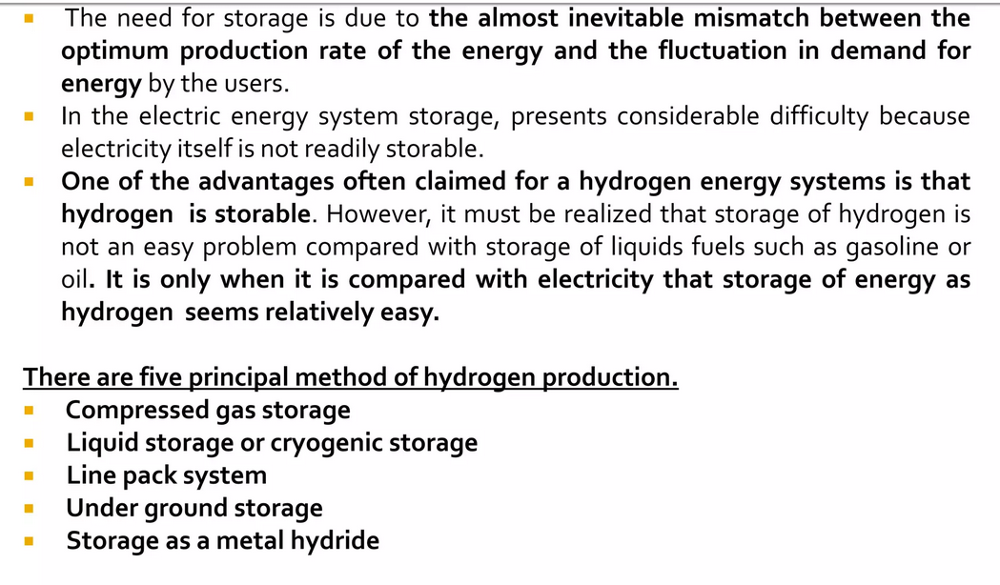 The need for storage is due to the almost inevitable mismatch between the
optimum production rate of the energy and the fluctuation in demand for
energy by the users.
In the electric energy system storage, presents considerable difficulty because
electricity itself is not readily storable.
One of the advantages often claimed for a hydrogen energy systems is that
hydrogen is storable. However, it must be realized that storage of hydrogen is
not an easy problem compared with storage of liquids fuels such as gasoline or
oil. It is only when it is compared with electricity that storage of energy as
hydrogen seems relatively easy.
There are five principal method of hydrogen production.
Compressed gas storage
Liquid storage or cryogenic storage
Line pack system
Under ground storage
Storage as a metal hydride